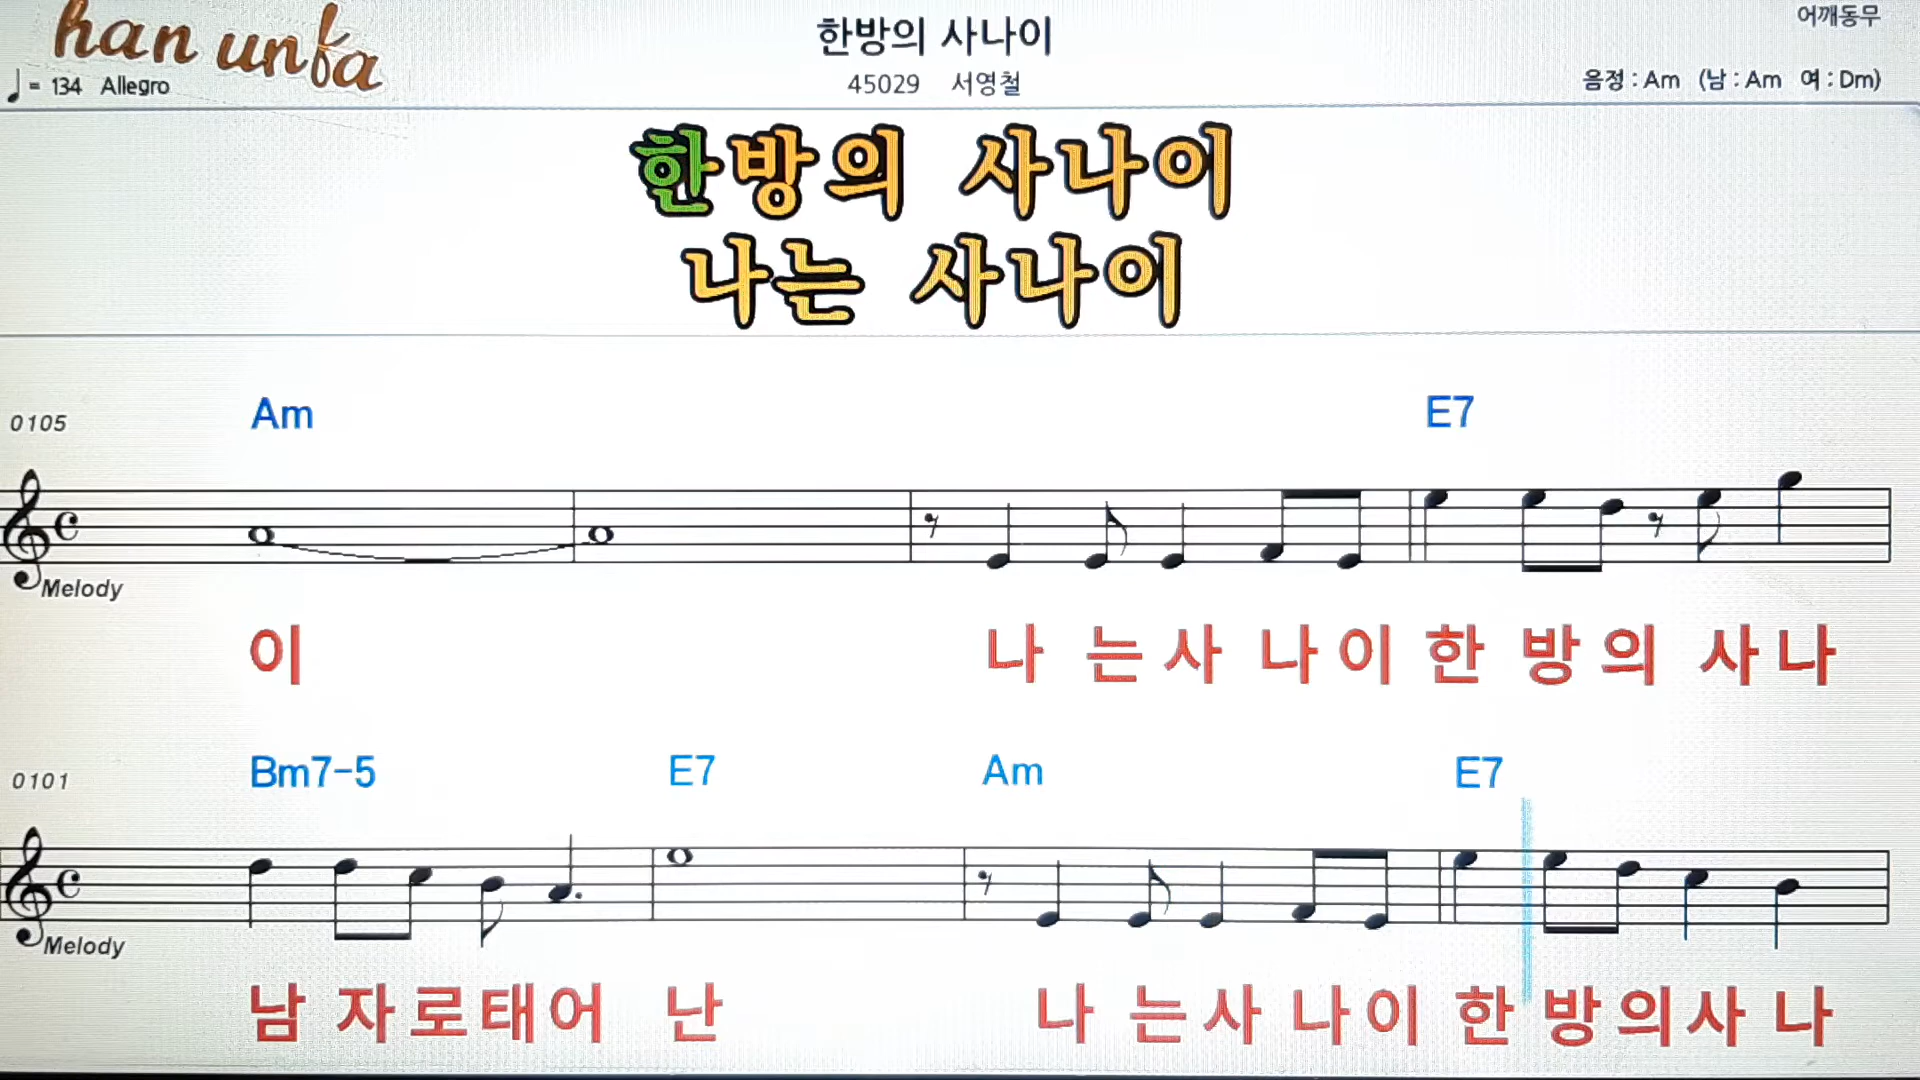 han unfa
한방의 사나이
어깨동무
♩= 134 Allegro
45029 서영철
음정 : Am (남 : Am 여 : Dm)
한방의 사나이
나는 사나이
0105 Am E7
Melody
이 나 는 사 나 이 한 방 의 사 나
0101 Bm7-5 E7 Am E7
Melody
남 자 로 태 어 난 나 는 사 나 이 한 방 의 사 나